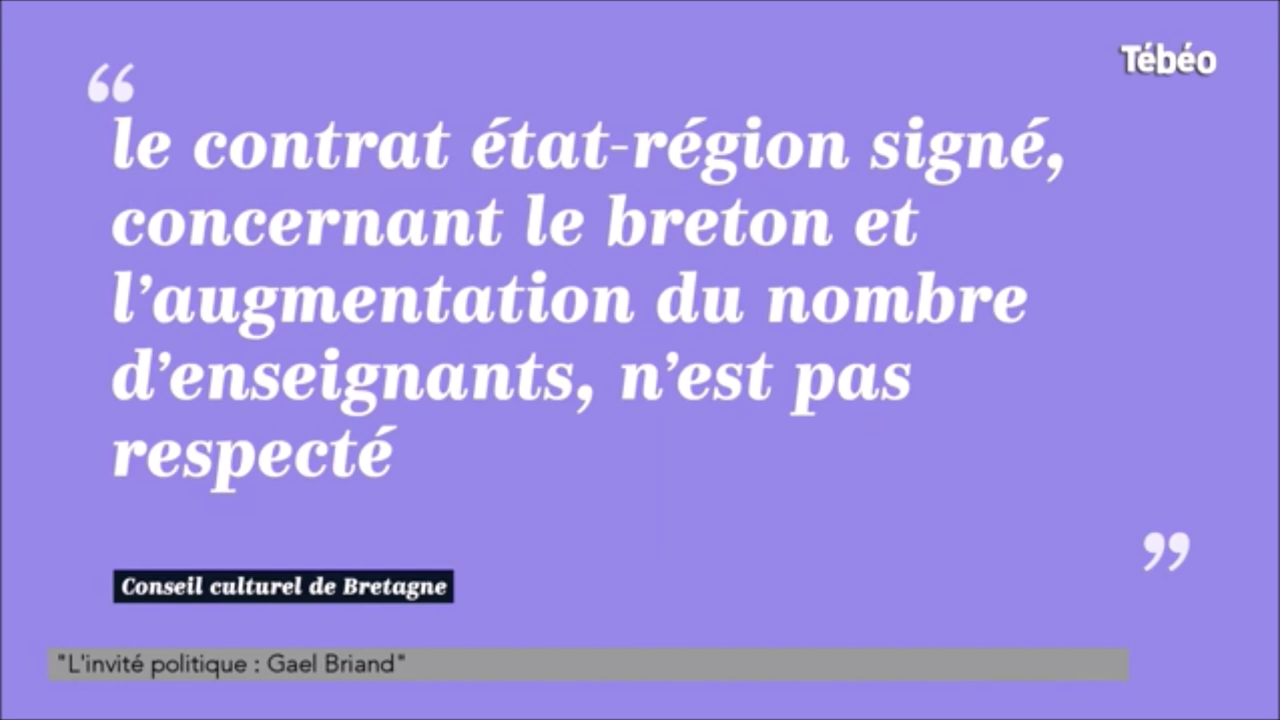 Tébéo
“
le contrat état-région signé,
concernant le breton et
l’augmentation du nombre
d’enseignants, n’est pas
respecté
”
Conseil culturel de Bretagne
"L'invité politique : Gael Briand"